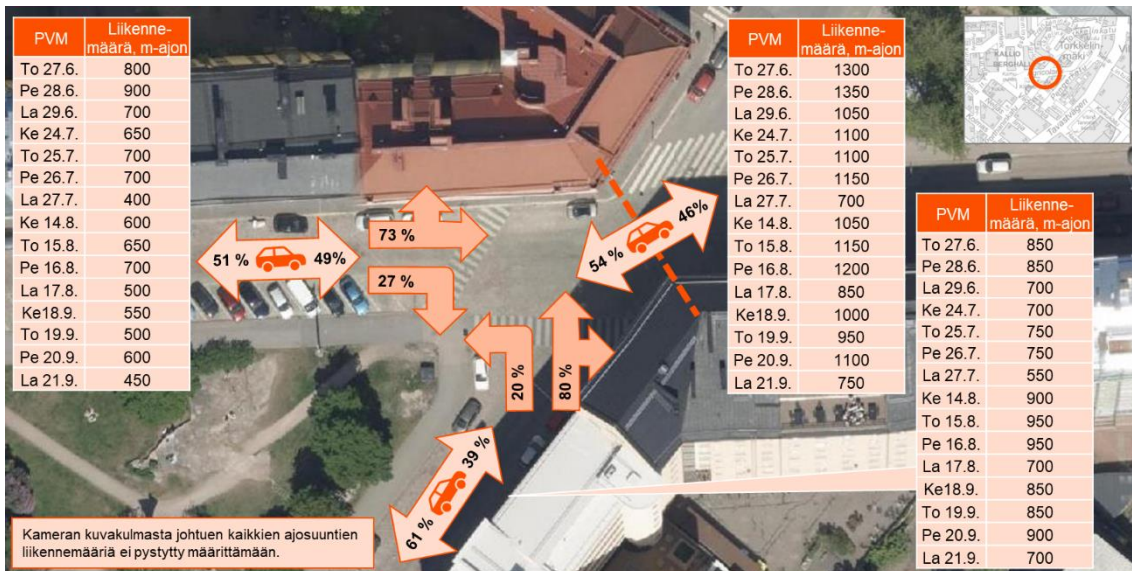 PVM Liikenne-
määrä, m-ajon
To 27.6. 800
Pe 28.6. 900
La 29.6. 700
Ke 24.7. 650
To 25.7. 700
Pe 26.7. 700
La 27.7. 400
Ke 14.8. 600
To 15.8. 650
Pe 16.8. 700
La 17.8. 500
Ke18.9. 550
To 19.9. 500
Pe 20.9. 600
La 21.9. 450
PVM Liikenne-
määrä, m-ajon
To 27.6. 1300
Pe 28.6. 1350
La 29.6. 1050
Ke 24.7. 1100
To 25.7. 1100
Pe 26.7. 1150
La 27.7. 700
Ke 14.8. 1050
To 15.8. 1150
Pe 16.8. 1200
La 17.8. 850
Ke18.9. 1000
To 19.9. 950
Pe 20.9. 1100
La 21.9. 750
PVM Liikenne-
määrä, m-ajon
To 27.6. 850
Pe 28.6. 850
La 29.6. 700
Ke 24.7. 700
To 25.7. 750
Pe 26.7. 750
La 27.7. 550
Ke 14.8. 900
To 15.8. 950
Pe 16.8. 950
La 17.8. 700
Ke18.9. 850
To 19.9. 850
Pe 20.9. 900
La 21.9. 700
51 % 49%
73 %
27 %
54 % 46%
20 %
80 %
61 % 39 %
KALLIO
BERGHÄLL
Torkkelin-
mäki
Kameran kuvakulmasta johtuen kaikkien ajosuuntien
liikennemääriä ei pystytty määrittämään.